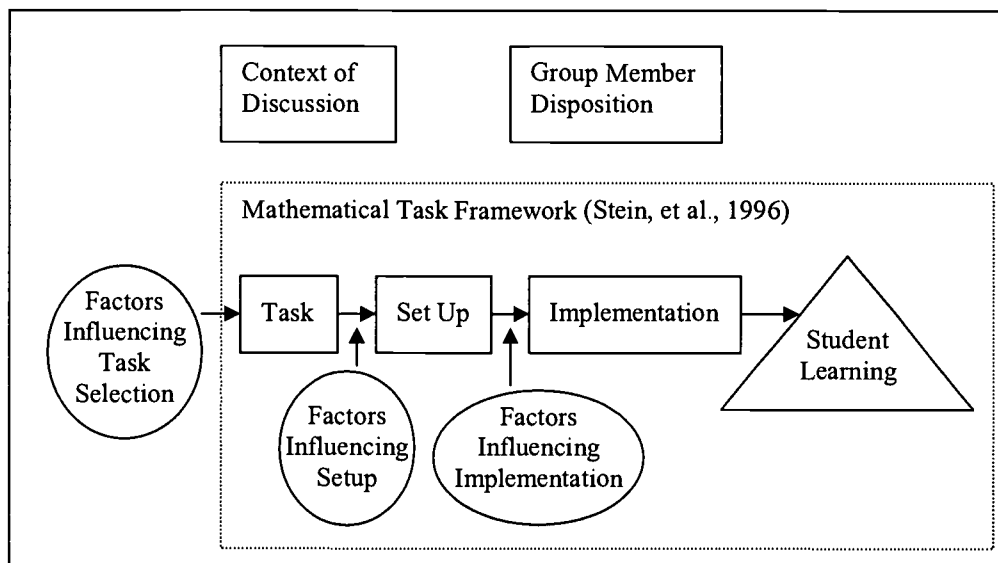 Context of
Discussion
Group Member
Disposition
Mathematical Task Framework (Stein, et al., 1996)
Factors
Influencing
Task
Selection
Task
Set Up
Implementation
Student
Learning
Factors
Influencing
Setup
Factors
Influencing
Implementation